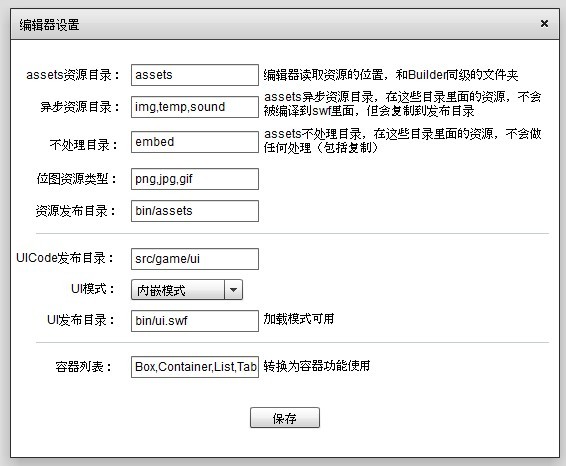 编辑器设置
assets资源目录： assets 编辑器读取资源的位置，和Builder同级的文件夹
异步资源目录： img,temp,sound assets异步资源目录，在这些目录里面的资源，不会
被编译到swf里面，但会复制到发布目录
不处理目录： embed assets不处理目录，在这些目录里面的资源，不会做
任何处理（包括复制）
位图资源类型： png,jpg,gif
资源发布目录： bin/assets
UICode发布目录： src/game/ui
UI模式： 内嵌模式
UI发布目录： bin/ui.swf 加载模式可用
容器列表： Box,Container,List,Tab 转换为容器功能使用
保存